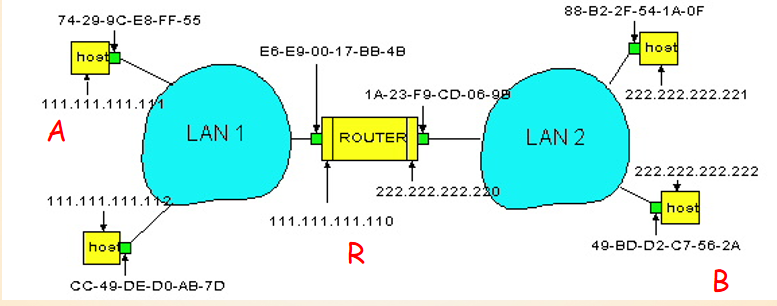 74-29-9C-E8-FF-55
88-B2-2F-54-1A-0F
host
E6-E9-00-17-BB-4B
host
111.111.111.111
1A-23-F9-CD-06-9B
222.222.222.221
A
LAN 1
ROUTER
LAN 2
111.111.111.112
222.222.222.220
222.222.222.222
111.111.111.110
host
host
R
49-BD-D2-C7-56-2A
CC-49-DE-D0-AB-7D
B